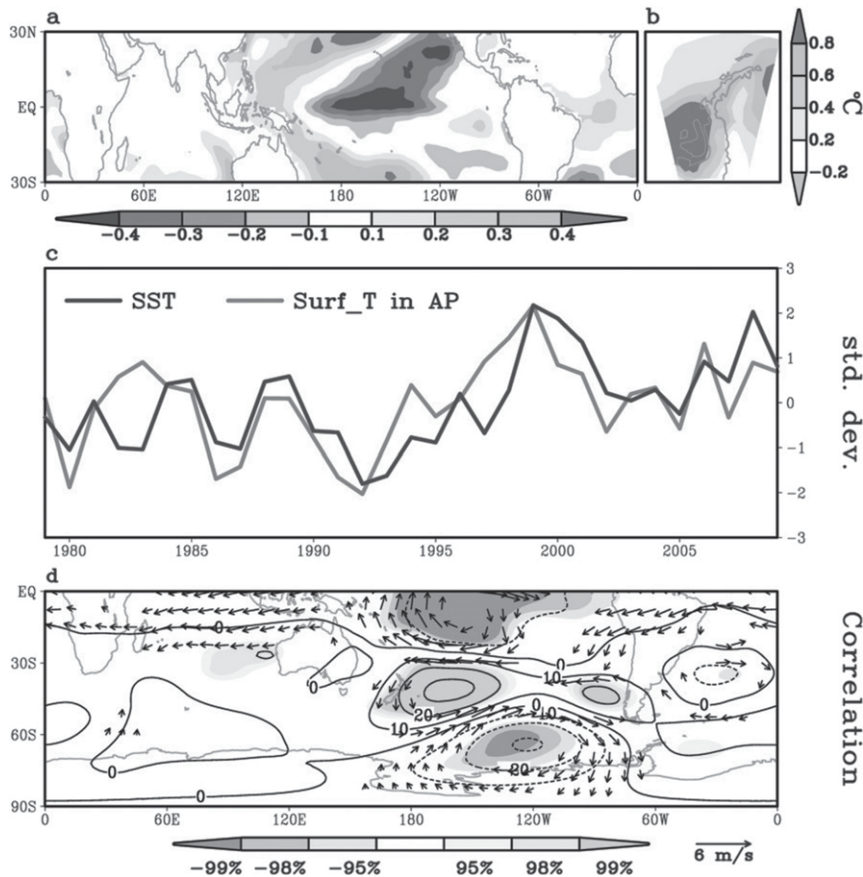 a
b
30N
EQ
30S
0 60E 120E 180 120W 60W 0
0.8
0.6
0.4
0.2
−0.2
°C
−0.4 −0.3 −0.2 −0.1 0.1 0.2 0.3 0.4
c
SST Surf_T in AP
3
2
1
0
−1
−2
−3
std. dev.
1980 1985 1990 1995 2000 2005
d
EQ
30S
60S
90S
0
0
0
10
0
20
10
0
10
0
20
0
0
0 60E 120E 180 120W 60W 0
Correlation
−99% −98% −95% 95% 98% 99%
6 m/s